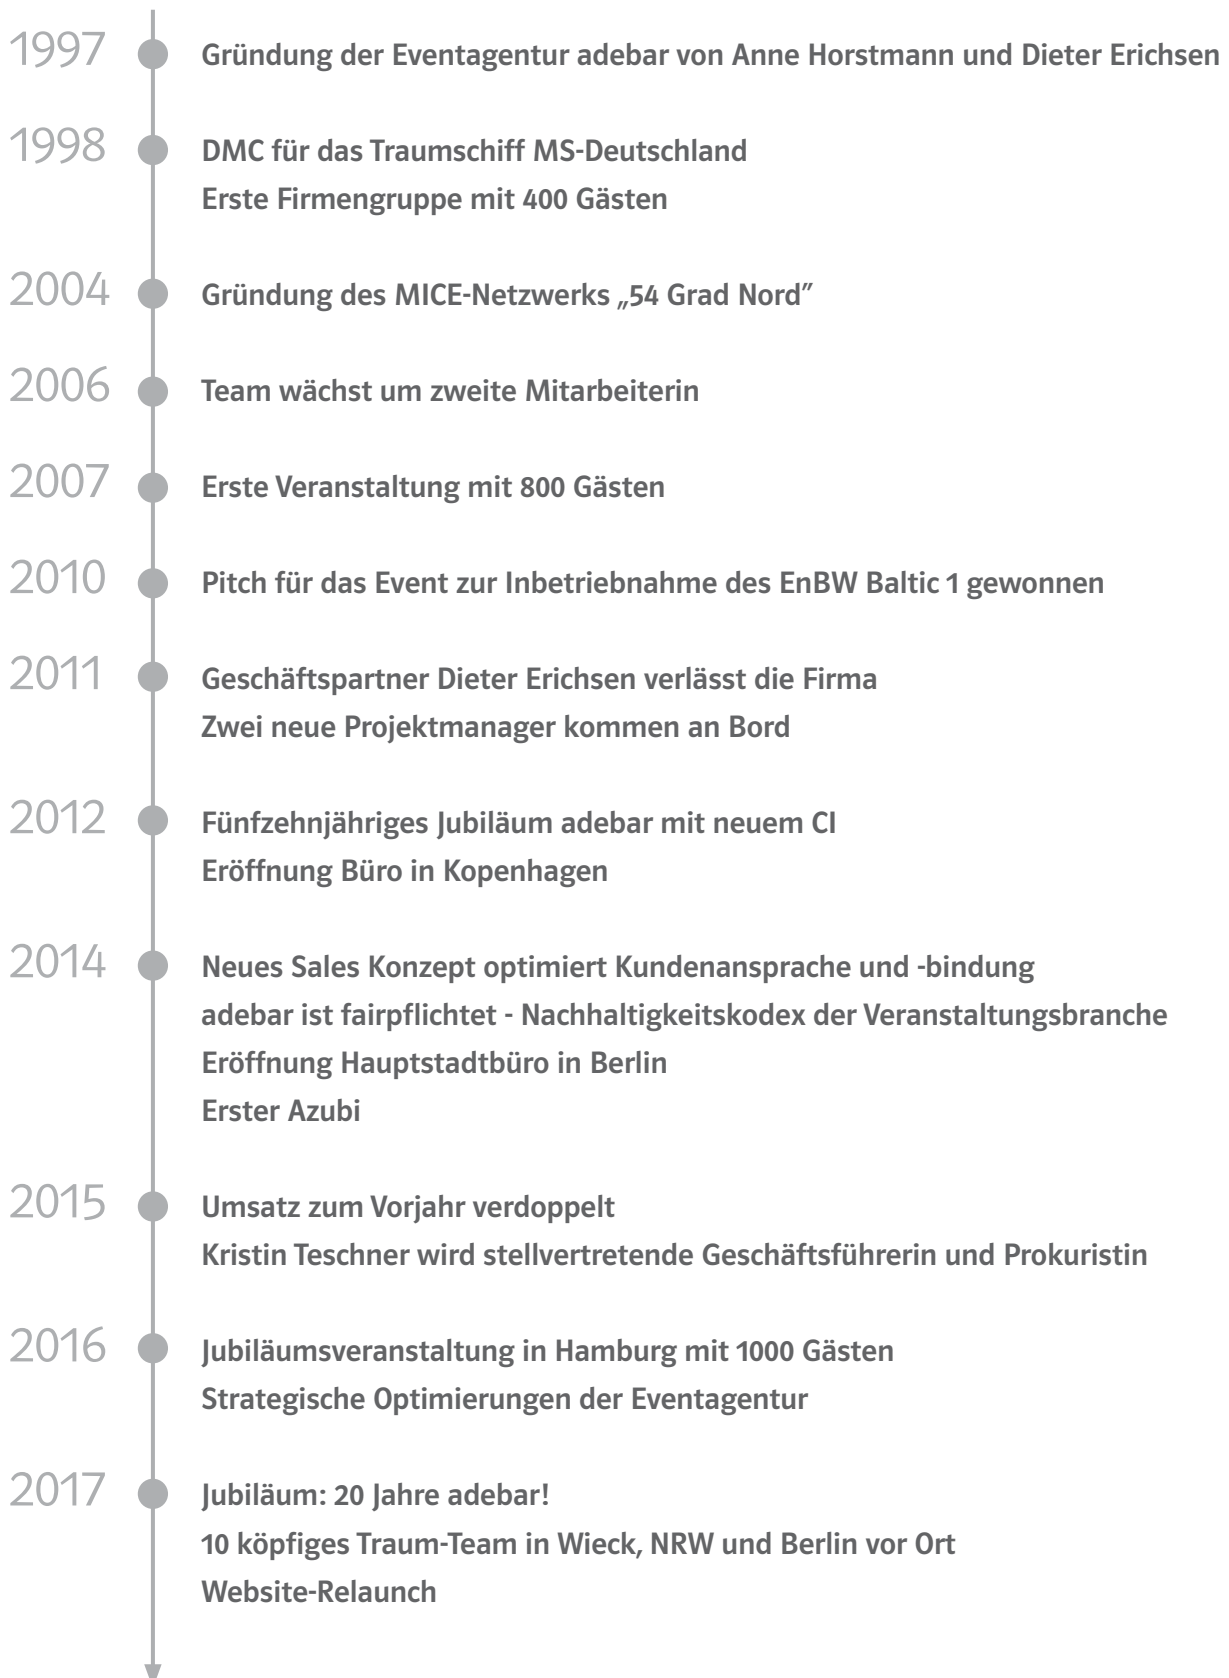 1997
Gründung der Eventagentur adebar von Anne Horstmann und Dieter Erichsen
1998
DMC für das Traumschiff MS-Deutschland
Erste Firmengruppe mit 400 Gästen
2004
Gründung des MICE-Netzwerks „54 Grad Nord”
2006
Team wächst um zweite Mitarbeiterin
2007
Erste Veranstaltung mit 800 Gästen
2010
Pitch für das Event zur Inbetriebnahme des EnBW Baltic 1 gewonnen
2011
Geschäftspartner Dieter Erichsen verlässt die Firma
Zwei neue Projektmanager kommen an Bord
2012
Fünfzehnjähriges Jubiläum adebar mit neuem CI
Eröffnung Büro in Kopenhagen
2014
Neues Sales Konzept optimiert Kundenansprache und -bindung
adebar ist fairpflichtet - Nachhaltigkeitskodex der Veranstaltungsbranche
Eröffnung Hauptstadtbüro in Berlin
Erster Azubi
2015
Umsatz zum Vorjahr verdoppelt
Kristin Teschner wird stellvertretende Geschäftsführerin und Prokuristin
2016
Jubiläumsveranstaltung in Hamburg mit 1000 Gästen
Strategische Optimierungen der Eventagentur
2017
Jubiläum: 20 Jahre adebar!
10 köpfiges Traum-Team in Wieck, NRW und Berlin vor Ort
Website-Relaunch